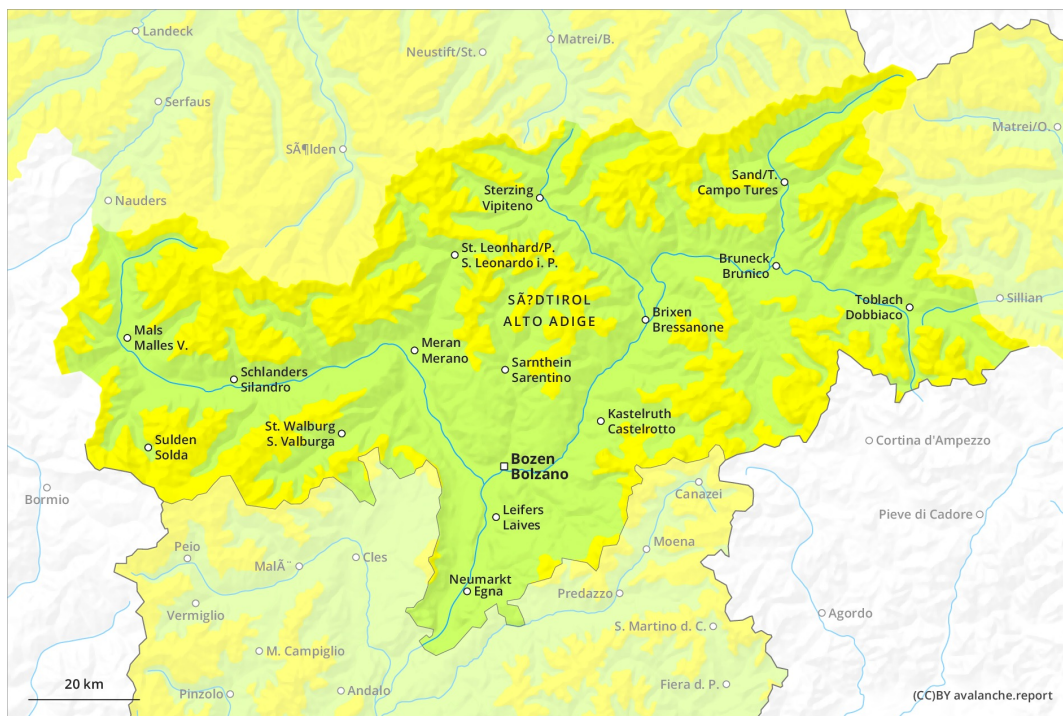 Landeck
Matrei/B.
Neustift/St.
Serfaus
Matrei/O.
SÃ¶lden
Sand/T.
Campo Tures
Sterzing
Vipiteno
Nauders
St. Leonhard/P.
S. Leonardo i. P.
Bruneck
Brunico
SÃ?DTIROL
ALTO ADIGE
Toblach
Dobbiaco
Sillian
Brixen
Bressanone
Mals
Malles V.
Meran
Merano
Sarnthein
Sarentino
Schlanders
Silandro
Kastelruth
Castelrotto
St. Walburg
S. Valburga
Sulden
Solda
Cortina d'Ampezzo
Bozen
Bolzano
Bormio
Canazei
Leifers
Laives
Pieve di Cadore
Peio
MalÃ¨
Cles
Moena
Neumarkt
Egna
Predazzo
Vermiglio
Agordo
S. Martino d. C.
M. Campiglio
20 km
Pinzolo
Andalo
Fiera d. P.
(CC)BY avalanche.report